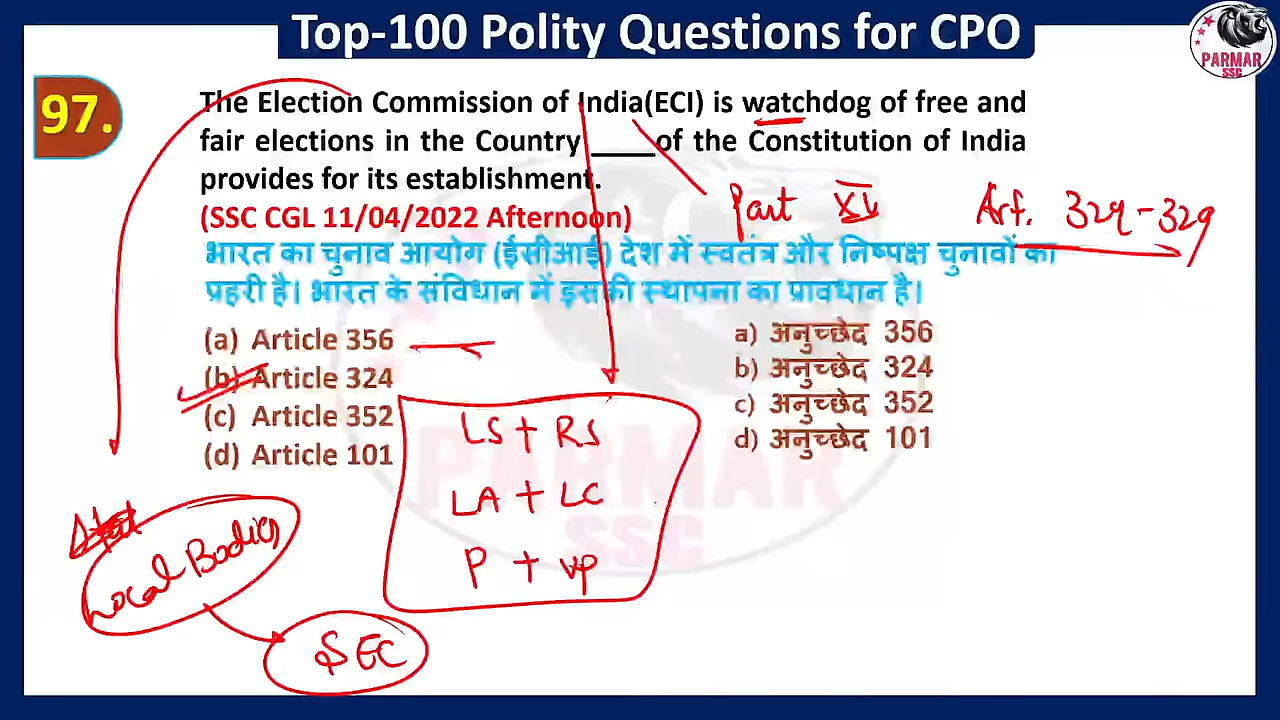 Top-100 Polity Questions for CPO
PARMAR
SSC
97.
The Election Commission of India(ECI) is watchdog of free and
fair elections in the Country ____of the Constitution of India
provides for its establishment.
(SSC CGL 11/04/2022 Afternoon)
Part XV Art. 324-329
भारत का चुनाव आयोग (ईसीआई) देश में स्वतंत्र और निष्पक्ष चुनावों का
प्रहरी है। भारत के संविधान में इसकी स्थापना का प्रावधान है।
(a) Article 356
(b) Article 324
(c) Article 352
(d) Article 101
a) अनुच्छेद 356
b) अनुच्छेद 324
c) अनुच्छेद 352
d) अनुच्छेद 101
LS + RS
LA + LC
P + VP
Local Bodies
SEC
PARMAR
SSC